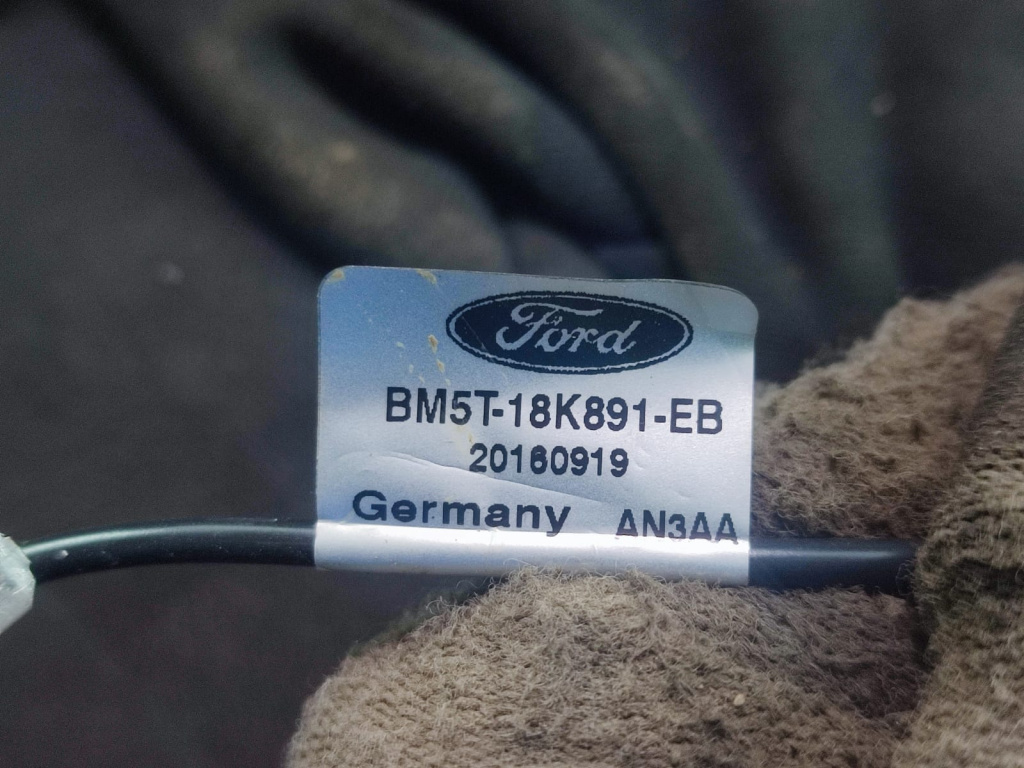 Ford
BM5T-18K891-EB
20160919
Germany AN3AA